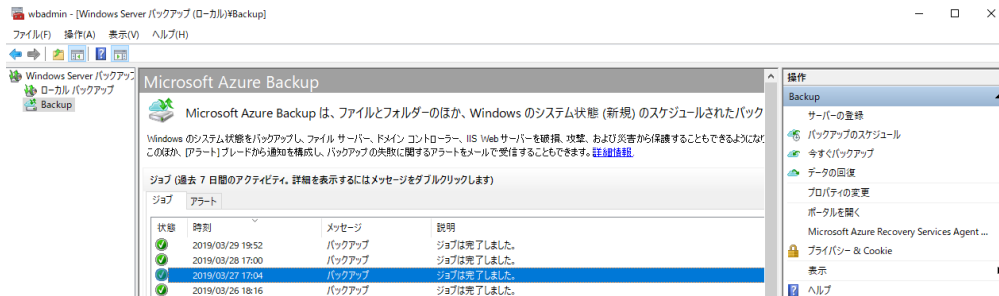 wbadmin - [Windows Server バックアップ (ローカル)¥Backup]
ファイル(F) 操作(A) 表示(V) ヘルプ(H)
Windows Server バックアップ
ローカル バックアップ
Backup
Microsoft Azure Backup
Microsoft Azure Backup は、ファイルとフォルダーのほか、Windows のシステム状態 (新規) のスケジュールされたバック
Windows のシステム状態をバックアップし、ファイル サーバー、ドメイン コントローラー、IIS Web サーバーを破損、攻撃、および災害から保護することもできるようにな
このほか、[アラート] ブレードから通知を構成し、バックアップの失敗に関するアラートをメールで受信することもできます。詳細情報.
ジョブ (過去 7 日間のアクティビティ。詳細を表示するにはメッセージをダブルクリックします)
ジョブ アラート
状態 時刻 メッセージ 説明
2019/03/29 19:52 バックアップ ジョブは完了しました。
2019/03/28 17:00 バックアップ ジョブは完了しました。
2019/03/27 17:04 バックアップ ジョブは完了しました。
2019/03/26 18:16 バックアップ ジョブは完了しました。
操作
Backup
サーバーの登録
バックアップのスケジュール
今すぐバックアップ
データの回復
プロパティの変更
ポータルを開く
Microsoft Azure Recovery Services Agent ...
プライバシー & Cookie
表示
ヘルプ